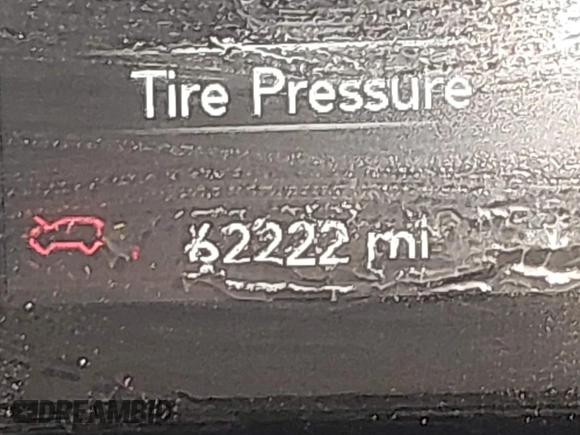 Tire Pressure
62222 mi
DREAMBID